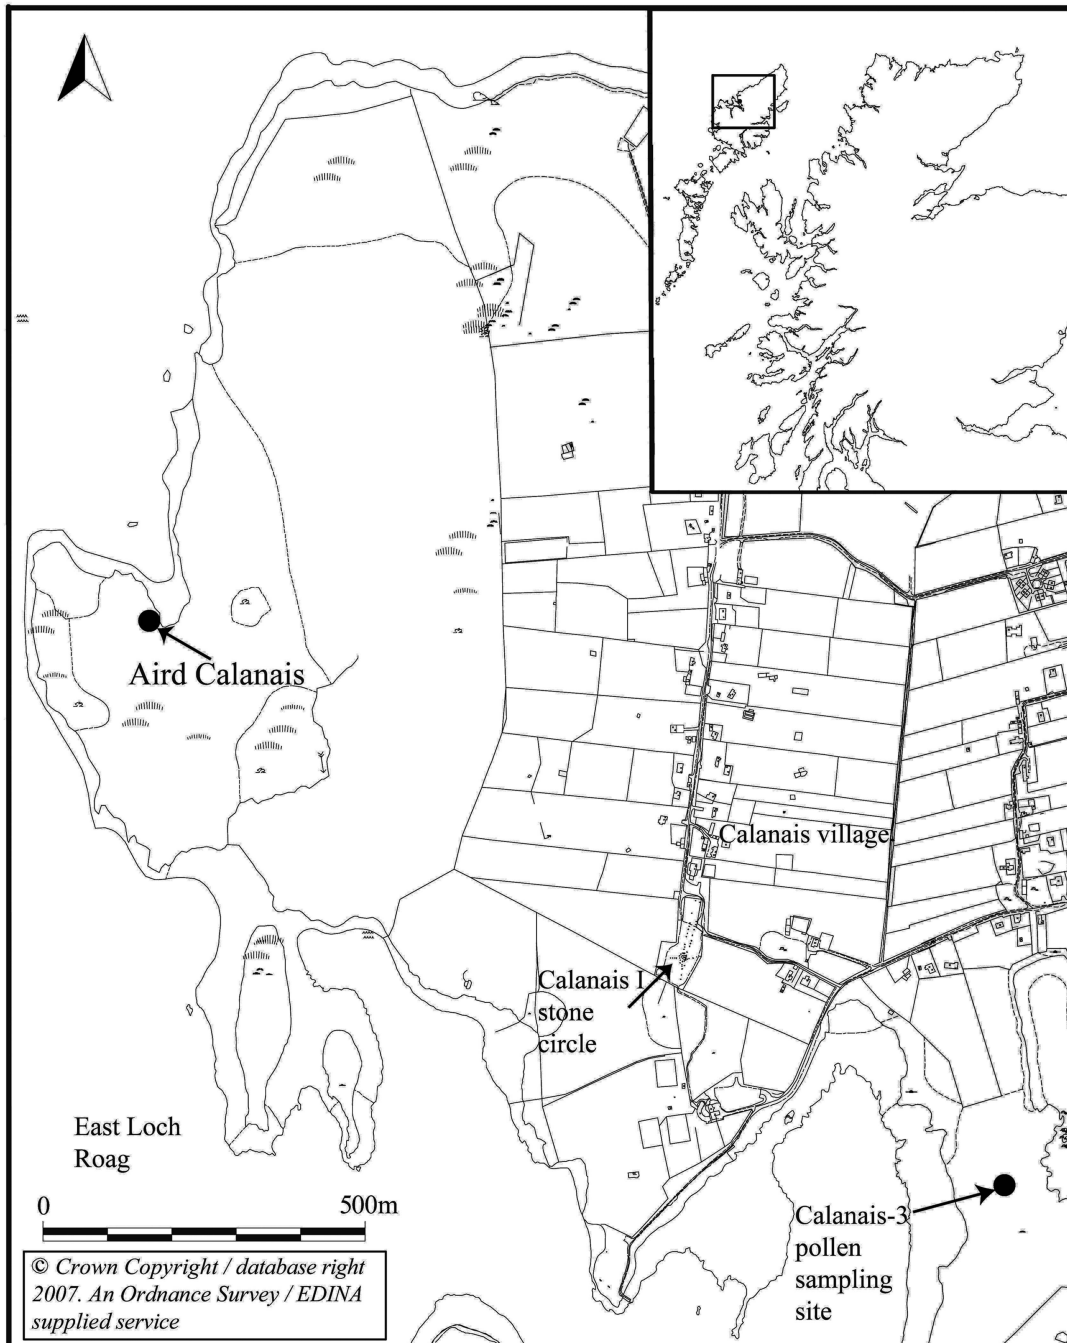 Aird Calanais
Calanais village
Calanais I
stone
circle
East Loch
Roag
0 500m
Calanais-3
pollen
sampling
site
© Crown Copyright / database right
2007. An Ordnance Survey / EDINA
supplied service